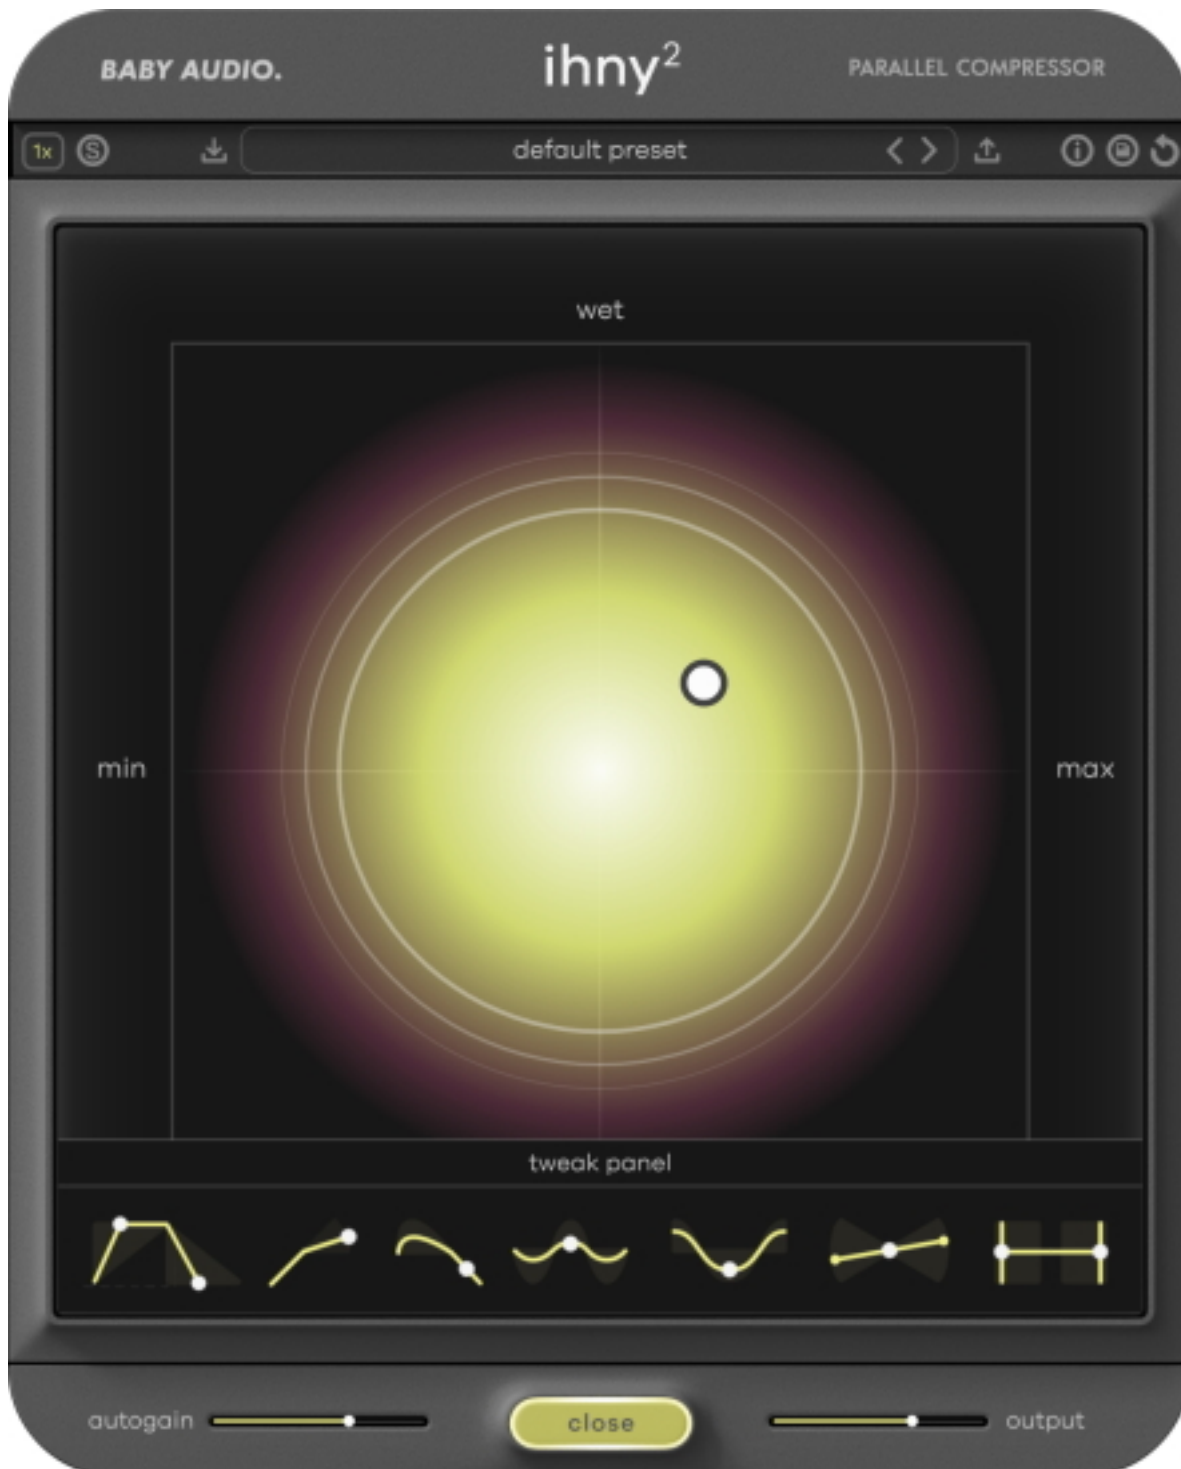 BABY AUDIO.
ihny²
PARALLEL COMPRESSOR
1x
S
default preset
wet
min
max
tweak panel
autogain
close
output